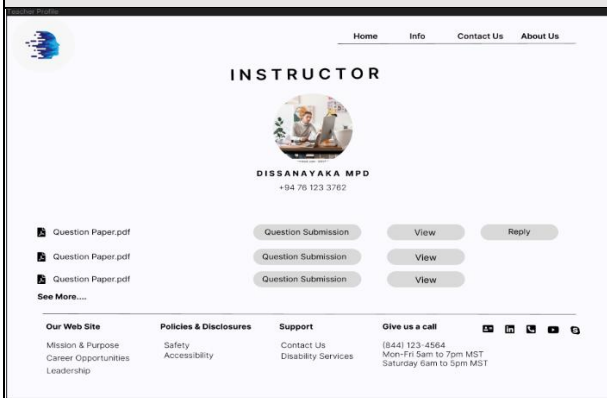 Teacher Profile
Home Info Contact Us About Us
INSTRUCTOR
DISSANAYAKA MPD
+94 76 123 3762
Question Paper.pdf Question Submission View Reply
Question Paper.pdf Question Submission View
Question Paper.pdf Question Submission View
See More....
Our Web Site Policies & Disclosures Support Give us a call
Mission & Purpose Safety Contact Us (844) 123-4564
Career Opportunities Accessibility Disability Services Mon-Fri 5am to 7pm MST
Leadership Saturday 6am to 5pm MST